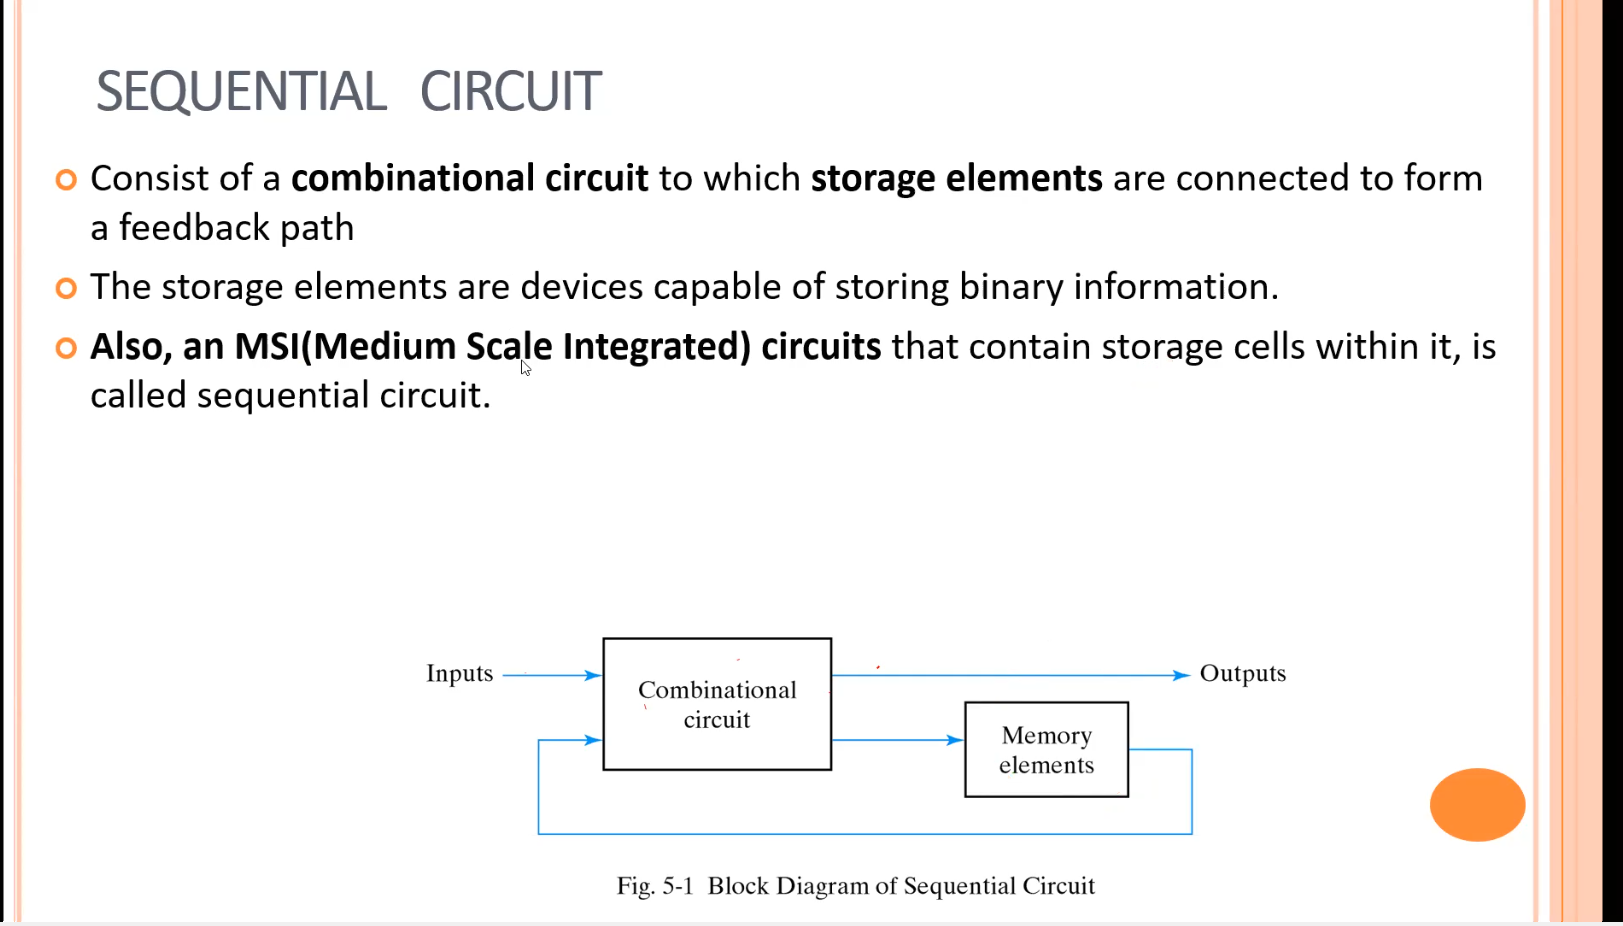 SEQUENTIAL CIRCUIT
Consist of a combinational circuit to which storage elements are connected to form
a feedback path
The storage elements are devices capable of storing binary information.
Also, an MSI(Medium Scale Integrated) circuits that contain storage cells within it, is
called sequential circuit.
Inputs
Combinational
circuit
Outputs
Memory
elements
Fig. 5-1 Block Diagram of Sequential Circuit